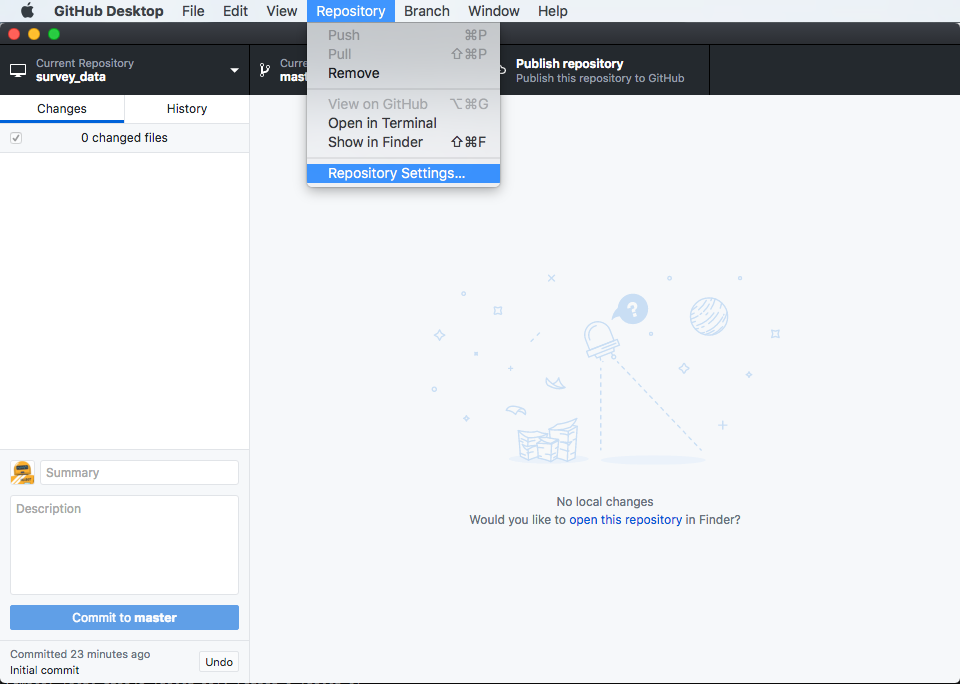 GitHub Desktop File Edit View Repository Branch Window Help
Push ⌘P
Pull ⇧⌘P
Remove
View on GitHub ⌥⌘G
Open in Terminal
Show in Finder ⇧⌘F
Repository Settings...
Current Repository
survey_data
Curre
mast
Publish repository
Publish this repository to GitHub
Changes History
0 changed files
?
No local changes
Would you like to open this repository in Finder?
Summary
Description
Commit to master
Committed 23 minutes ago
Initial commit
Undo